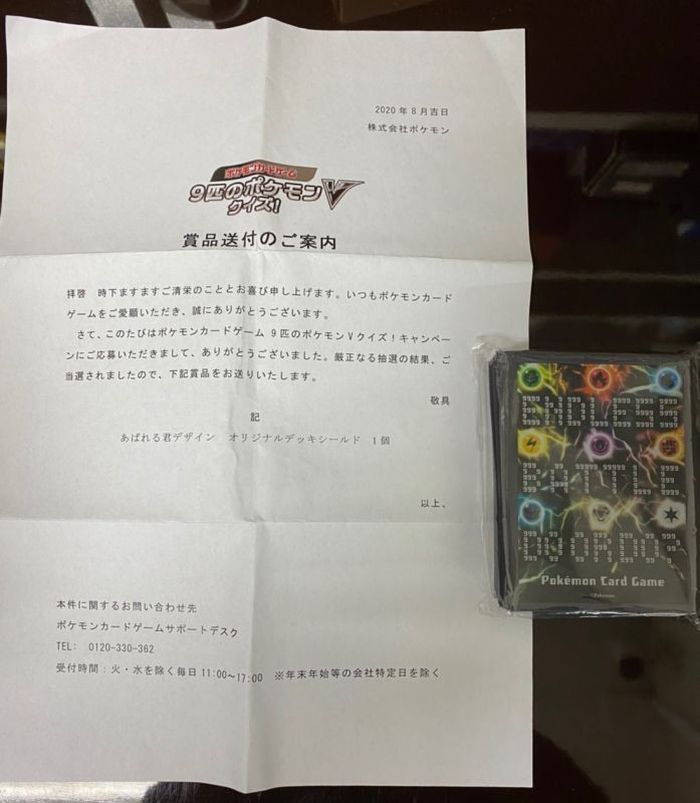 2020年8月吉日
株式会社ポケモン
ポケモンカードゲーム
9匹のポケモンV
クイズ!
賞品送付のご案内
拝啓 時下ますますご清栄のこととお喜び申し上げます。いつもポケモンカード
ゲームをご愛顧いただき、誠にありがとうございます。
さて、このたびはポケモンカードゲーム 9匹のポケモンVクイズ!キャンペー
ンにご応募いただきまして、ありがとうございました。厳正なる抽選の結果、ご
当選されましたので、下記賞品をお送りいたします。
敬具
記
あばれる君デザイン オリジナルデッキシールド 1個
以上、
本件に関するお問い合わせ先
ポケモンカードゲームサポートデスク
TEL: 0120-330-362
受付時間:火・水を除く毎日11:00~17:00 ※年末年始等の会社特定日を除く
Pokémon Card Game
©Pokémon